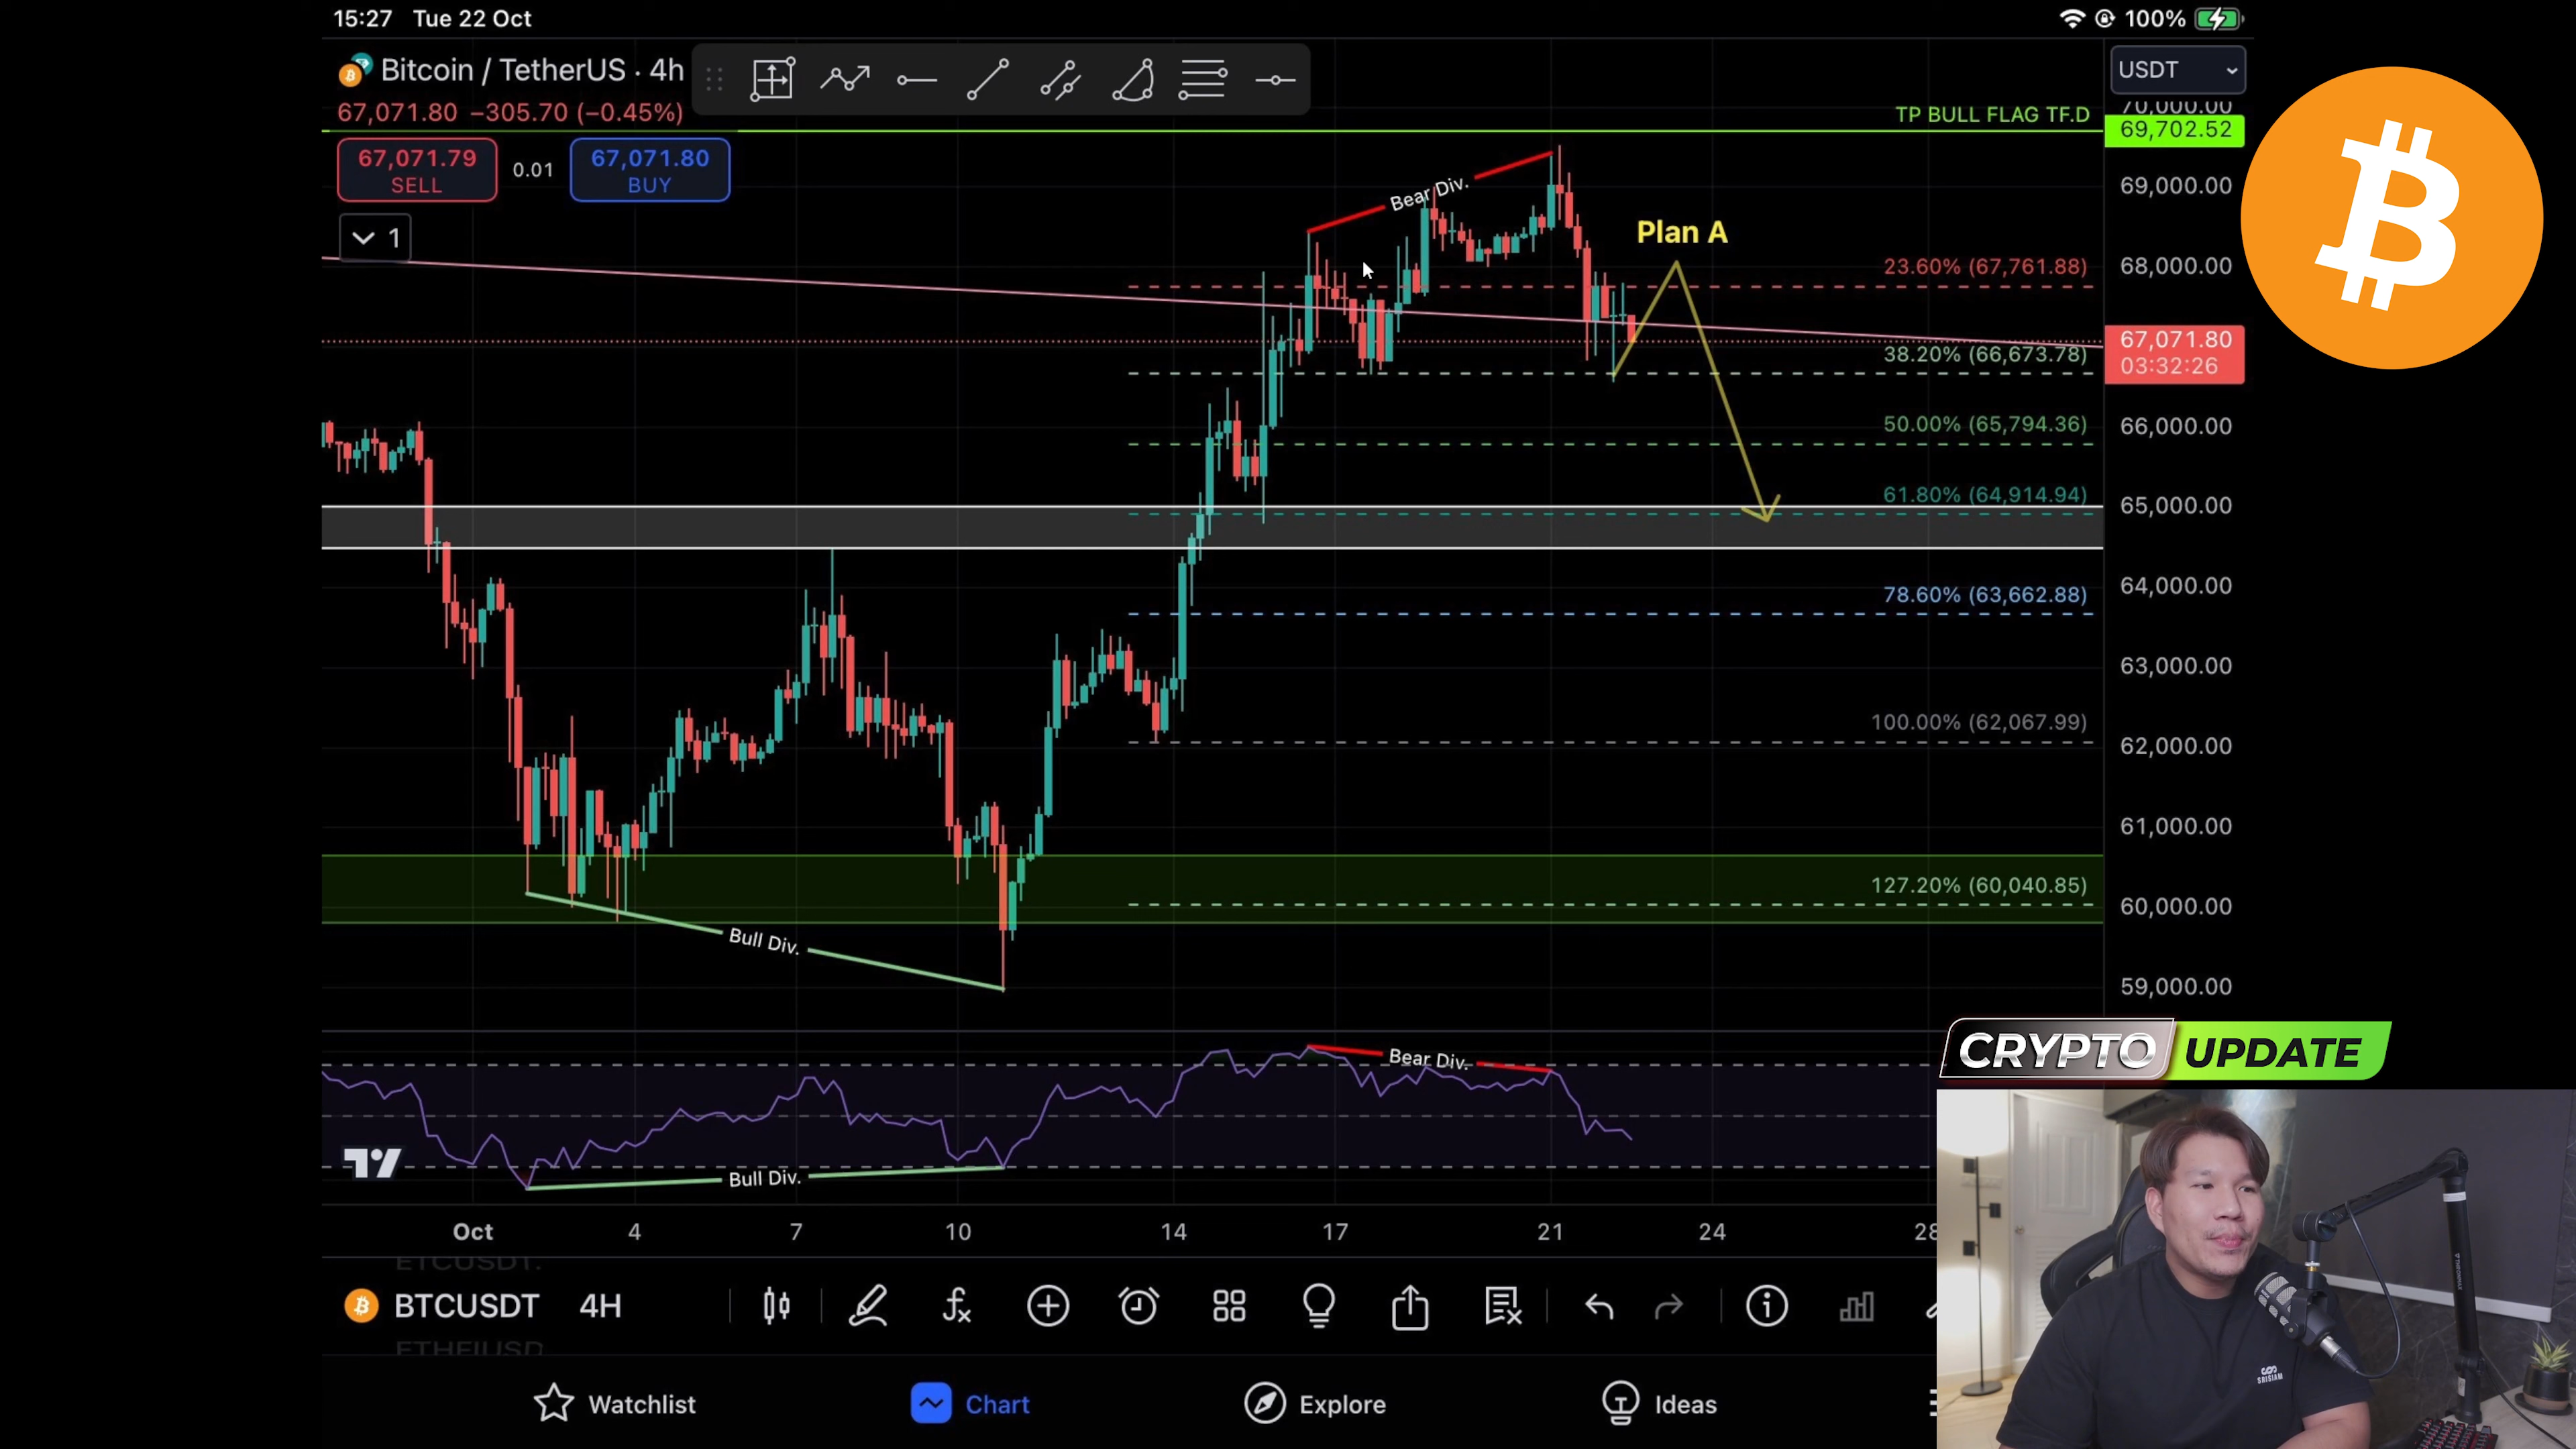 15:27 Tue 22 Oct
100%
Bitcoin / TetherUS · 4h
USDT
67,071.80 −305.70 (−0.45%)
70,000.00
TP BULL FLAG TF.D
69,702.52
67,071.79
SELL
0.01
67,071.80
BUY
1
69,000.00
Bear Div.
Plan A
23.60% (67,761.88)
68,000.00
67,071.80
03:32:26
38.20% (66,673.78)
50.00% (65,794.36)
66,000.00
61.80% (64,914.94)
65,000.00
78.60% (63,662.88)
64,000.00
63,000.00
100.00% (62,067.99)
62,000.00
61,000.00
127.20% (60,040.85)
60,000.00
Bull Div.
59,000.00
CRYPTO UPDATE
Bear Div.
Bull Div.
Oct 4 7 10 14 17 21 24 28
ETCUSDT.
BTCUSDT 4H
Watchlist Chart Explore Ideas
SRISIAM